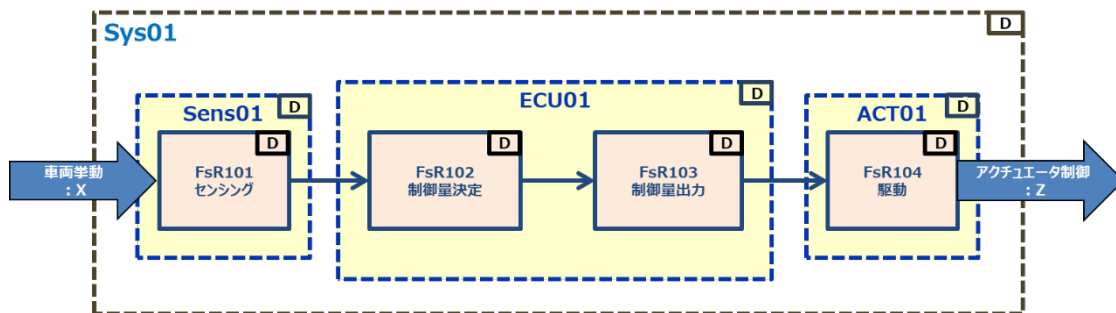 Sys01
D
Sens01
D
ECU01
D
ACT01
D
車両挙動
：X
D
FsR101
センシング
D
FsR102
制御量決定
D
FsR103
制御量出力
D
FsR104
駆動
アクチュエータ制御
：Z